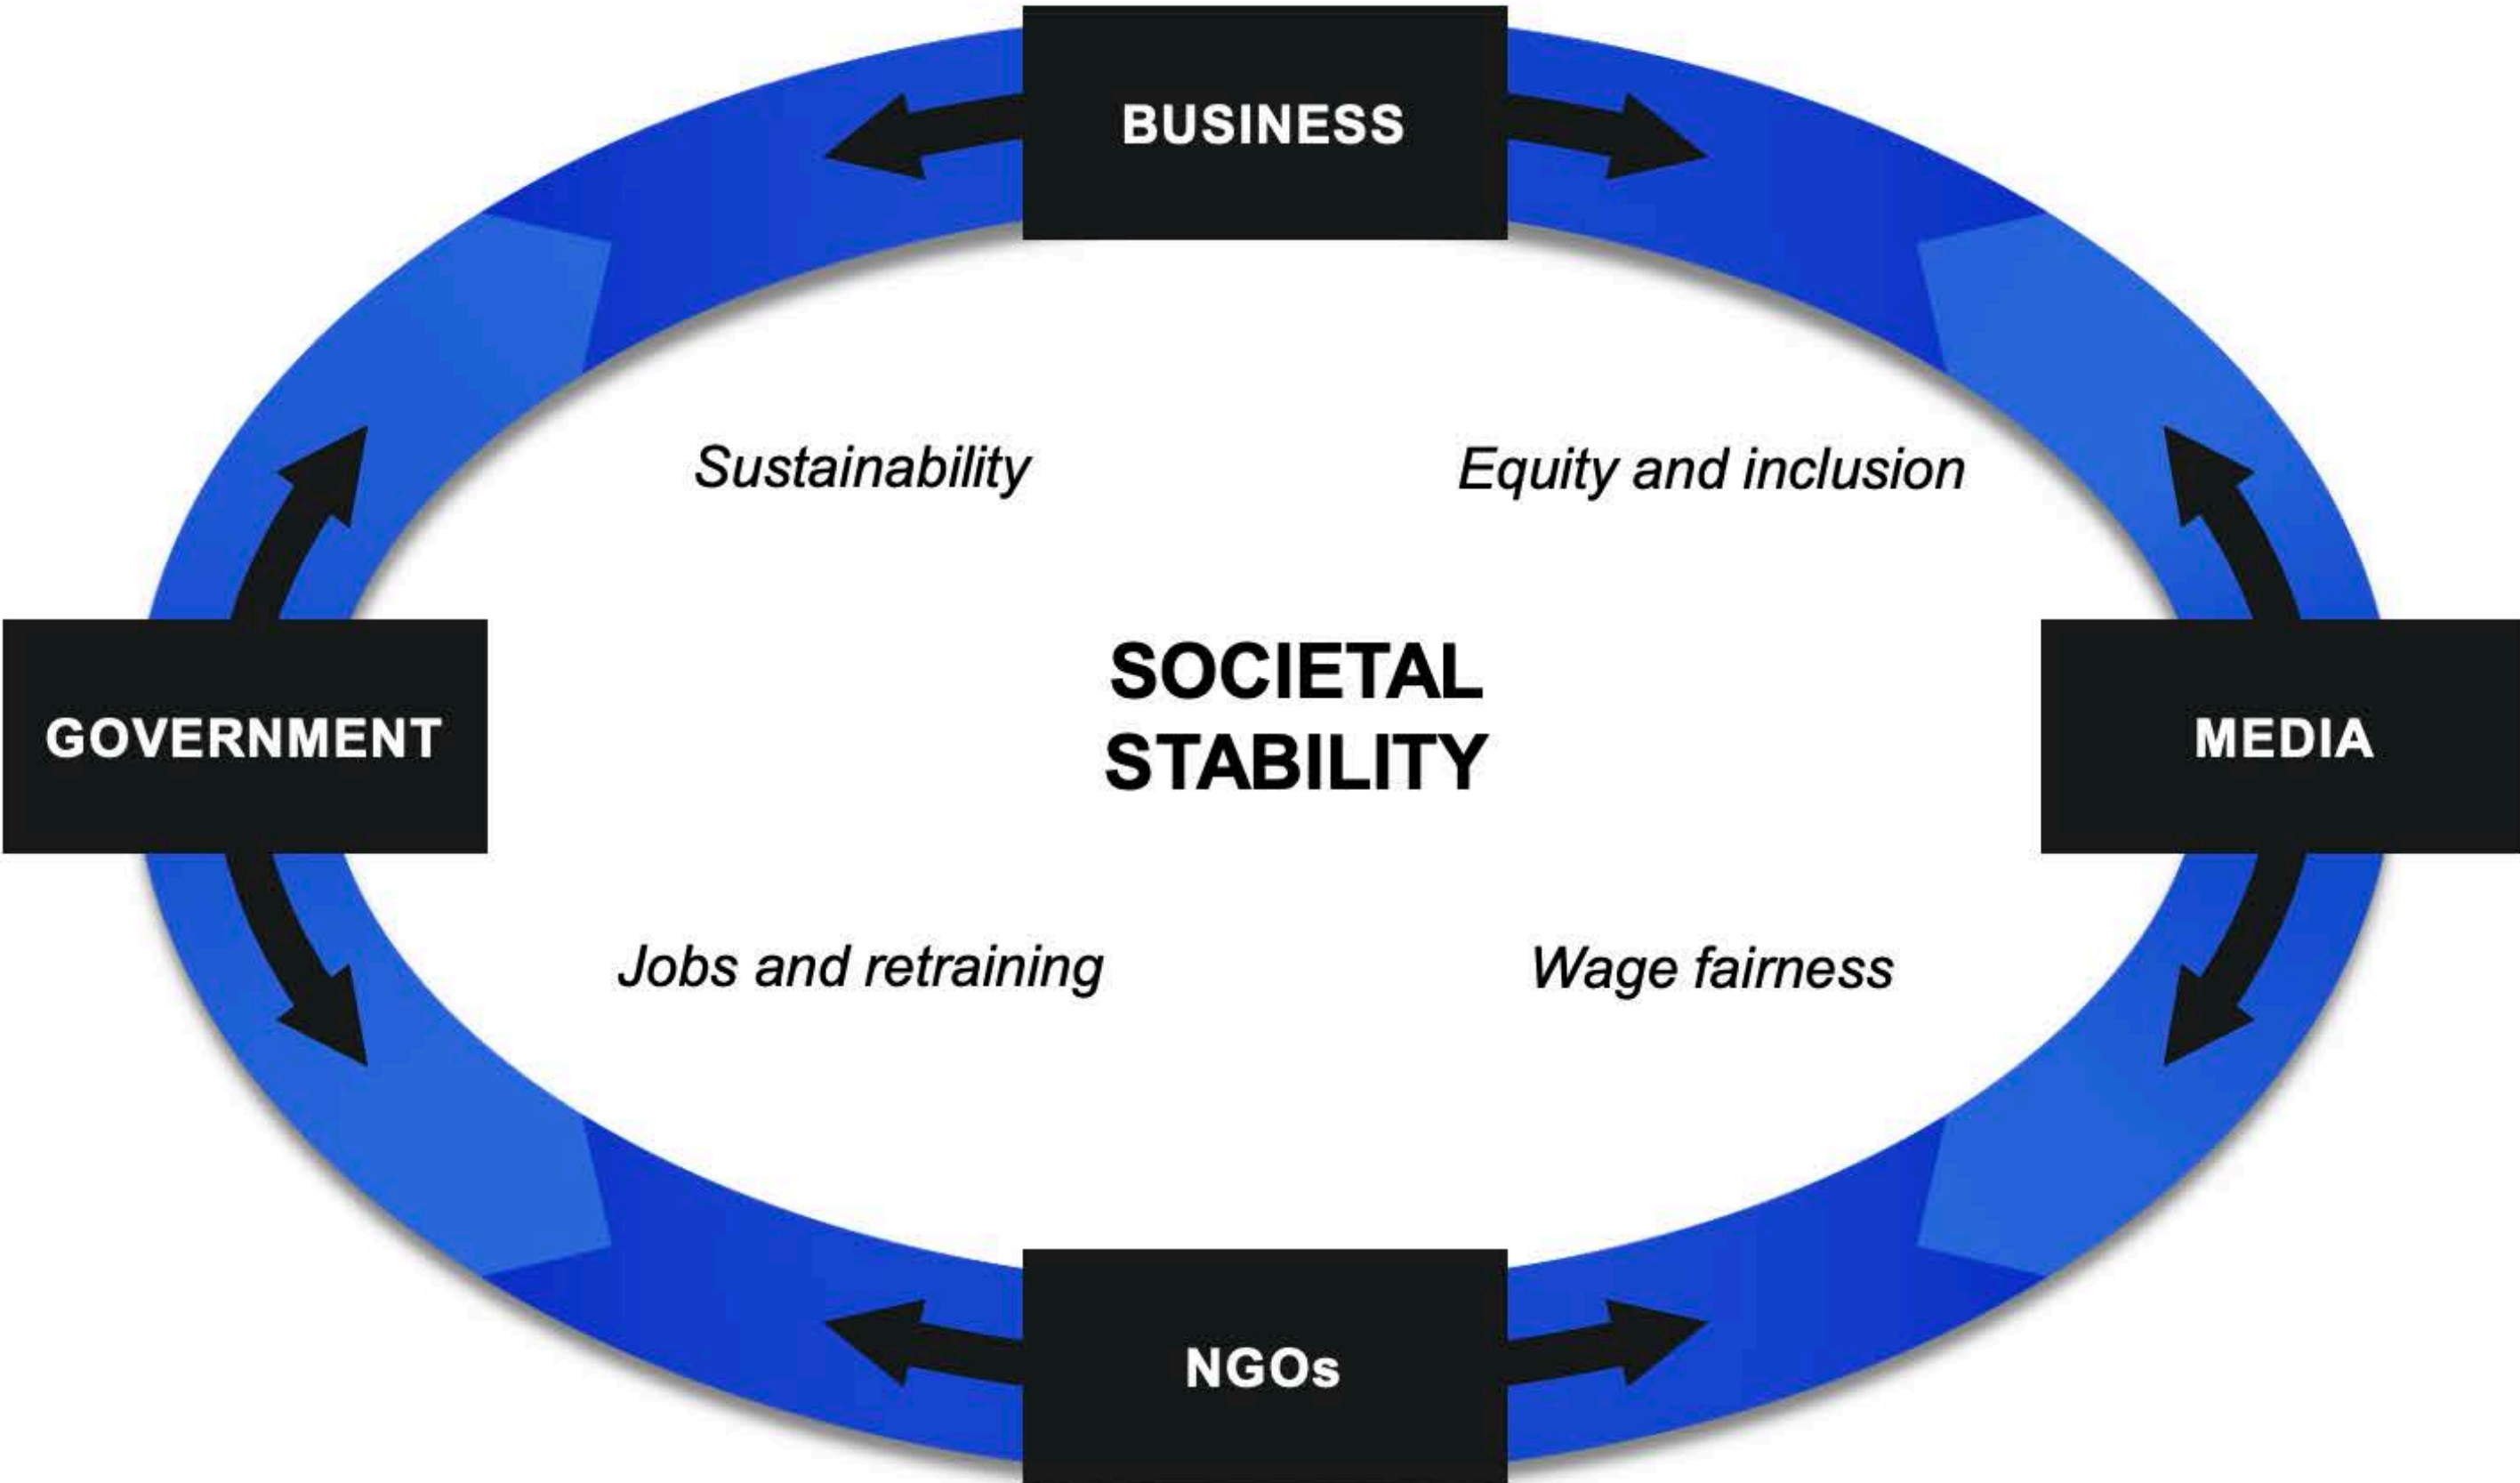 BUSINESS
Sustainability
Equity and inclusion
SOCIETAL
STABILITY
GOVERNMENT
MEDIA
Jobs and retraining
Wage fairness
NGOs